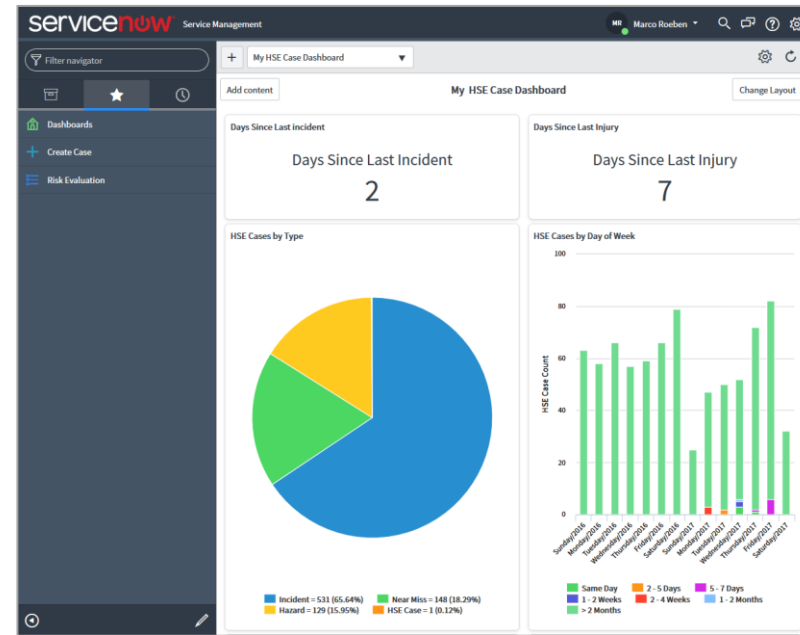 servicenow Service Management
MR Marco Roeben
Filter navigator
Dashboards
Create Case
Risk Evaluation
+ My HSE Case Dashboard
Add content
My HSE Case Dashboard
Change Layout
Days Since Last incident
Days Since Last Incident
2
Days Since Last Injury
Days Since Last Injury
7
HSE Cases by Type
Incident = 531 (65.64%) Near Miss = 148 (18.29%)
Hazard = 129 (15.95%) HSE Case = 1 (0.12%)
HSE Cases by Day of Week
HSE Case Count
100
80
60
40
20
0
Sunday/2016
Monday/2016
Tuesday/2016
Wednesday/2016
Thursday/2016
Friday/2016
Saturday/2016
Sunday/2017
Monday/2017
Tuesday/2017
Wednesday/2017
Thursday/2017
Friday/2017
Saturday/2017
Same Day 2 - 5 Days 5 - 7 Days
1 - 2 Weeks 2 - 4 Weeks 1 - 2 Months
> 2 Months